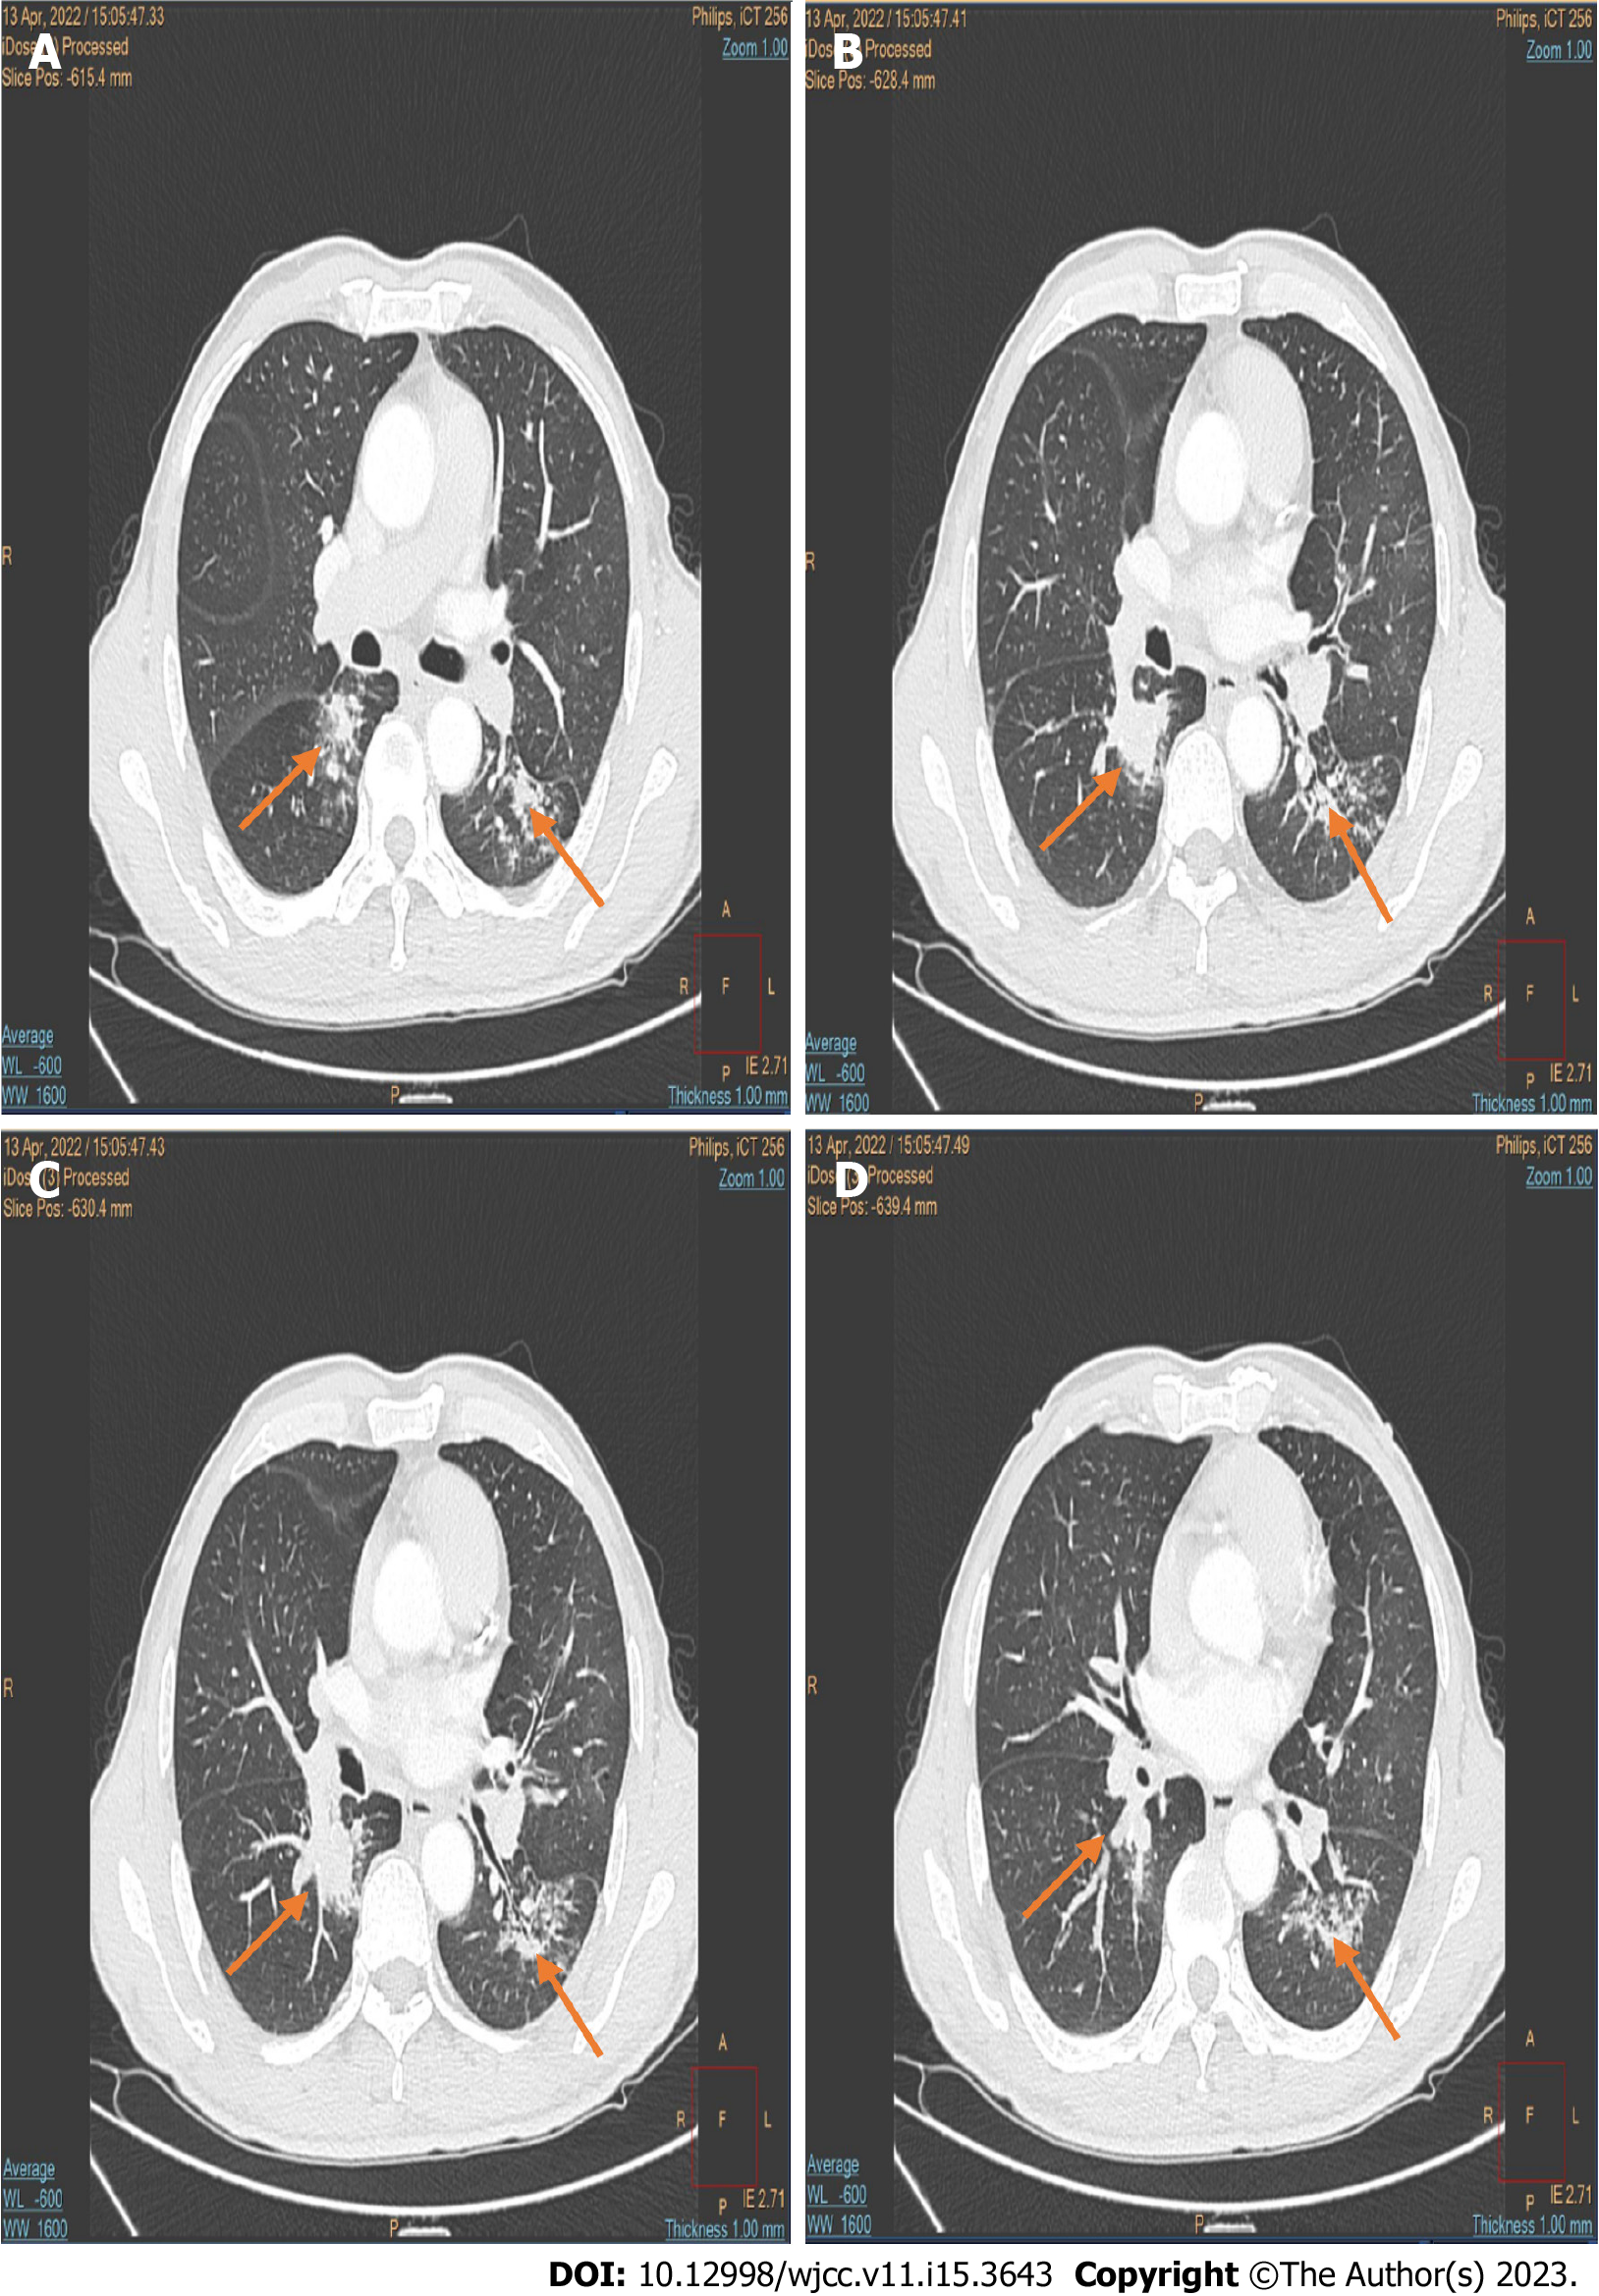 13 Apr, 2022 / 15:05:47.33
Philips, iCT 256
A
Processed
Zoom 1.00
Slice Pos: -615.4 mm
R
A
R F L
P
Average
WL -600
WW 1600
P
IE 2.71
Thickness 1.00 mm
13 Apr, 2022 / 15:05:47.41
Philips, iCT 256
B
Processed
Zoom 1.00
Slice Pos: -628.4 mm
R
A
R F L
P
Average
WL -600
WW 1600
P
IE 2.71
Thickness 1.00 mm
13 Apr, 2022 / 15:05:47.43
Philips, iCT 256
C
(3) Processed
Zoom 1.00
Slice Pos: -630.4 mm
R
A
R F L
P
Average
WL -600
WW 1600
P
IE 2.71
Thickness 1.00 mm
13 Apr, 2022 / 15:05:47.49
Philips, iCT 256
D
Processed
Zoom 1.00
Slice Pos: -639.4 mm
R
A
R F L
P
Average
WL -600
WW 1600
P
IE 2.71
Thickness 1.00 mm
DOI: 10.12998/wjcc.v11.i15.3643 Copyright ©The Author(s) 2023.